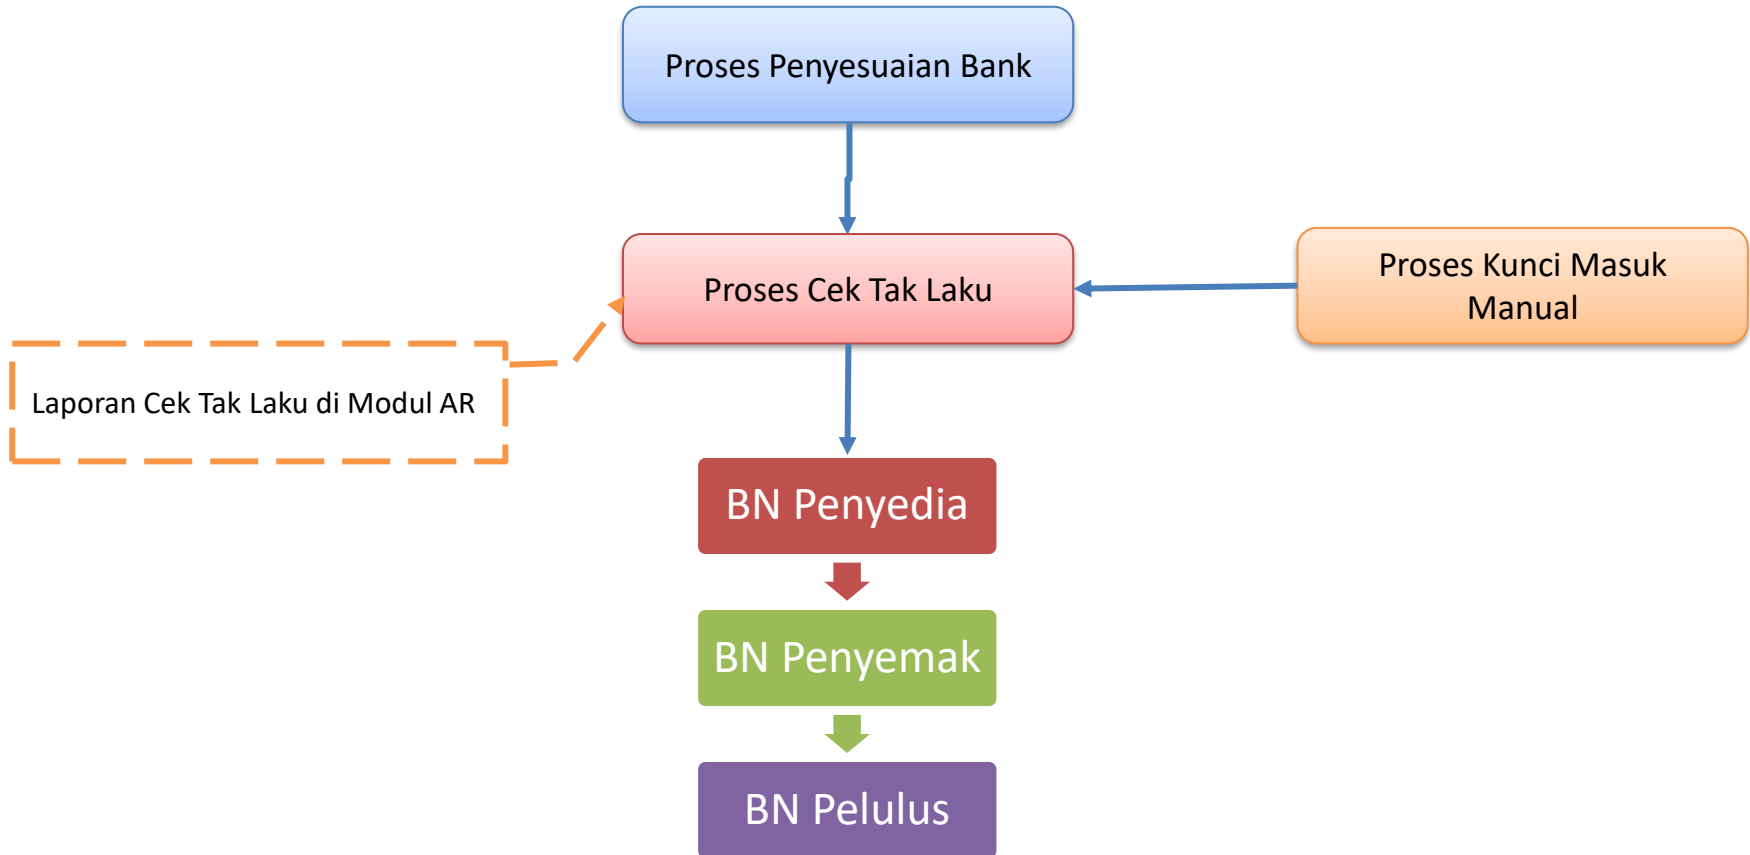 Proses Penyesuaian Bank
Proses Cek Tak Laku
Proses Kunci Masuk
Manual
Laporan Cek Tak Laku di Modul AR
BN Penyedia
BN Penyemak
BN Pelulus